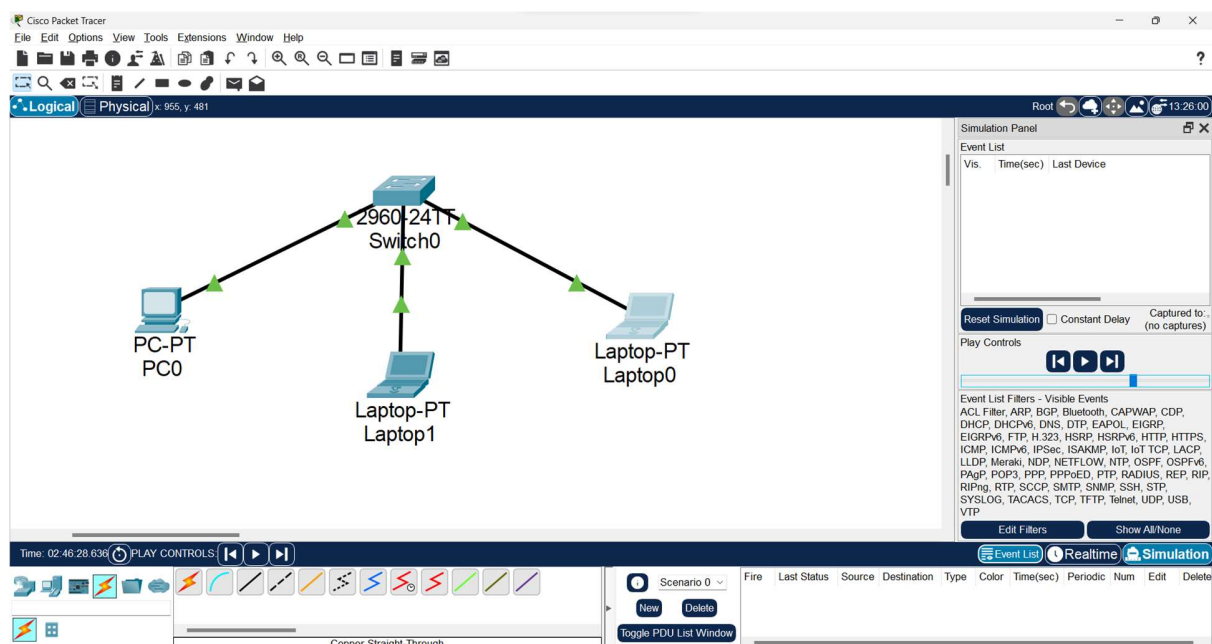 Cisco Packet Tracer
File Edit Options View Tools Extensions Window Help
?
Logical Physical x: 955, y: 481
Root 13:26:00
2960-24TT
Switch0
PC-PT
PC0
Laptop-PT
Laptop1
Laptop-PT
Laptop0
Simulation Panel
Event List
Vis. Time(sec) Last Device
Reset Simulation Constant Delay
Captured to:
(no captures)
Play Controls
Event List Filters - Visible Events
ACL Filter, ARP, BGP, Bluetooth, CAPWAP, CDP,
DHCP, DHCPv6, DNS, DTP, EAPOL, EIGRP,
EIGRPv6, FTP, H.323, HSRP, HSRPv6, HTTP, HTTPS,
ICMP, ICMPv6, IPSec, ISAKMP, IoT, IoT TCP, LACP,
LLDP, Meraki, NDP, NETFLOW, NTP, OSPF, OSPFv6,
PAgP, POP3, PPP, PPPoED, PTP, RADIUS, REP, RIP,
RIPng, RTP, SCCP, SMTP, SNMP, SSH, STP,
SYSLOG, TACACS, TCP, TFTP, Telnet, UDP, USB,
VTP
Edit Filters Show All/None
Time: 02:46:28.636 PLAY CONTROLS:
Event List Realtime Simulation
Scenario 0
New Delete
Toggle PDU List Window
Fire Last Status Source Destination Type Color Time(sec) Periodic Num Edit Delete
Copper Straight-Through